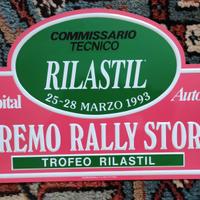 COMMISSARIO
TECNICO
RILASTIL
25-28 MARZO 1993
REMO RALLY STOR
TROFEO RILASTIL